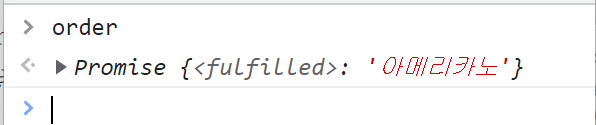 > order
<· ▶ Promise {<fulfilled>: '아메리카노'}
>